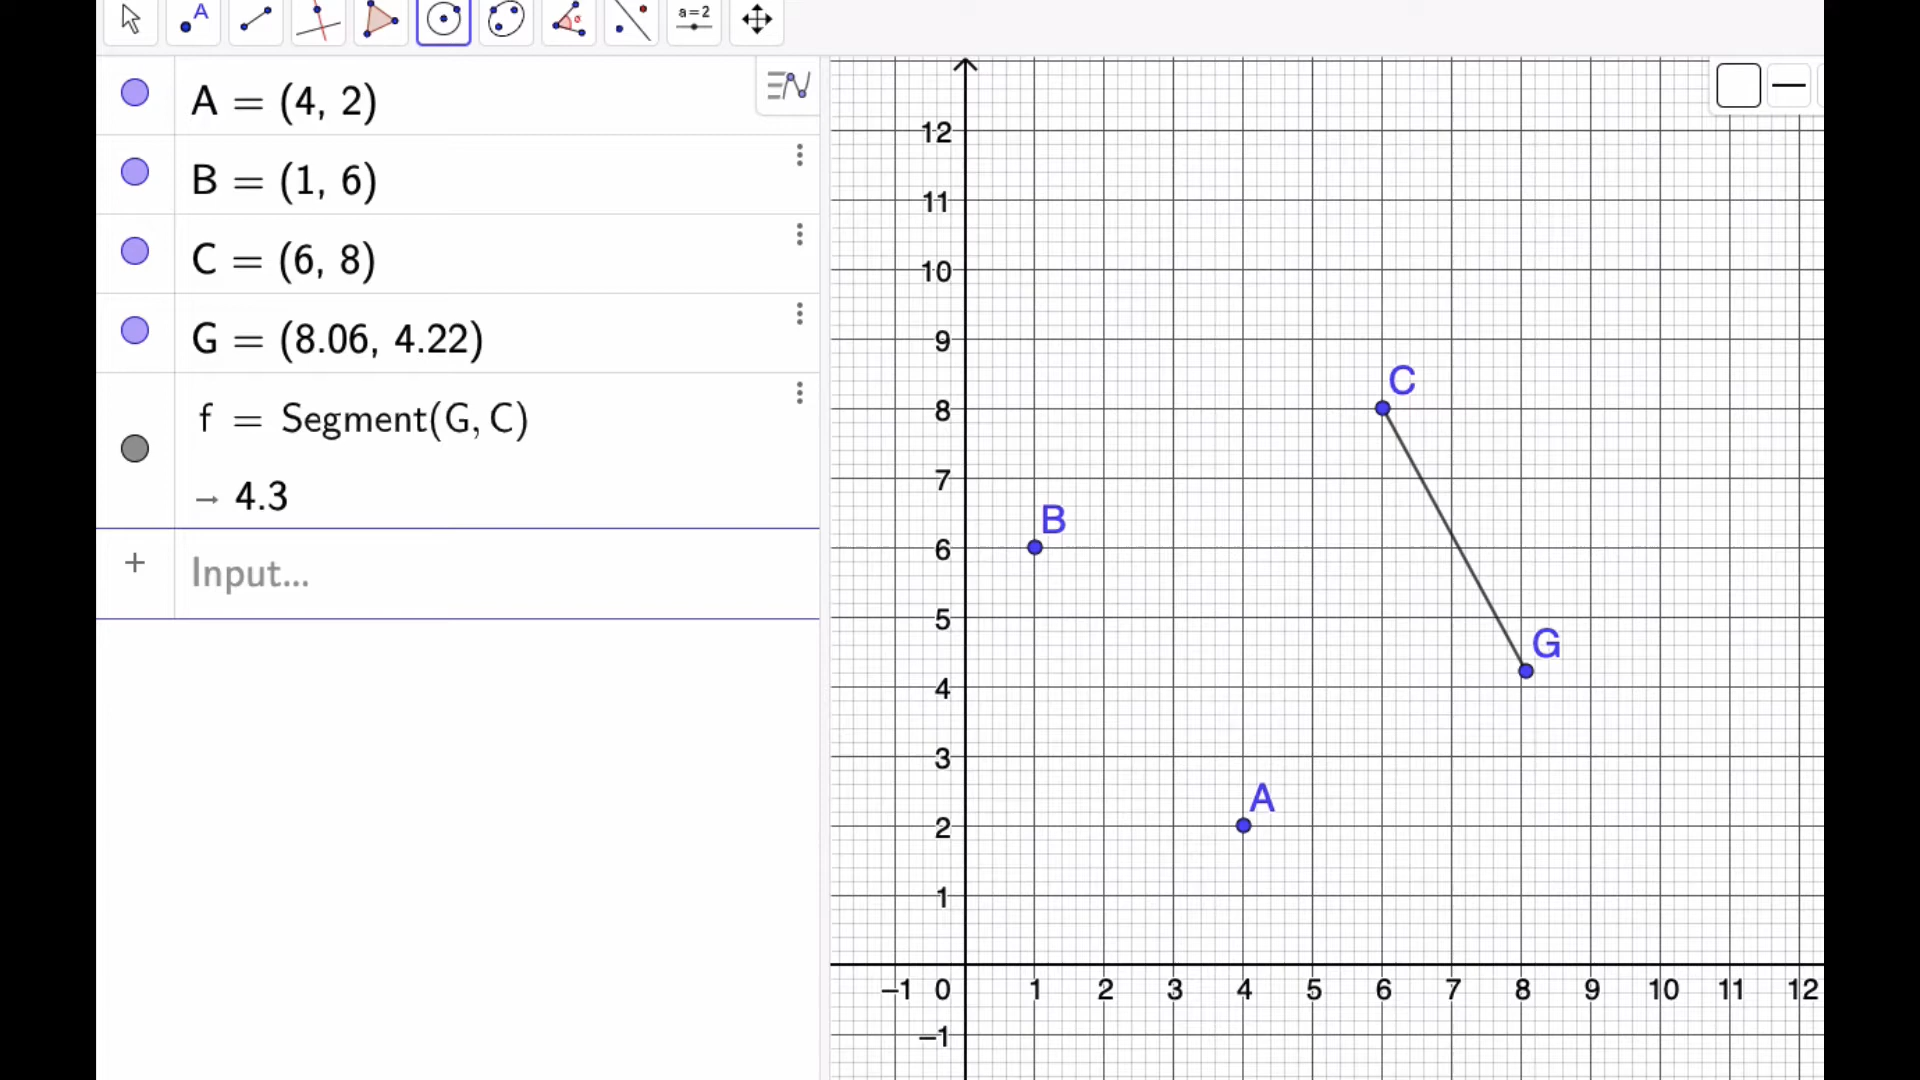 A
a=2
A = (4, 2)
B = (1, 6)
C = (6, 8)
G = (8.06, 4.22)
f = Segment(G, C)
→ 4.3
+ Input...
12
11
10
9
8
7
6
5
4
3
2
1
−1 0 1 2 3 4 5 6 7 8 9 10 11 12
−1
C
B
G
A